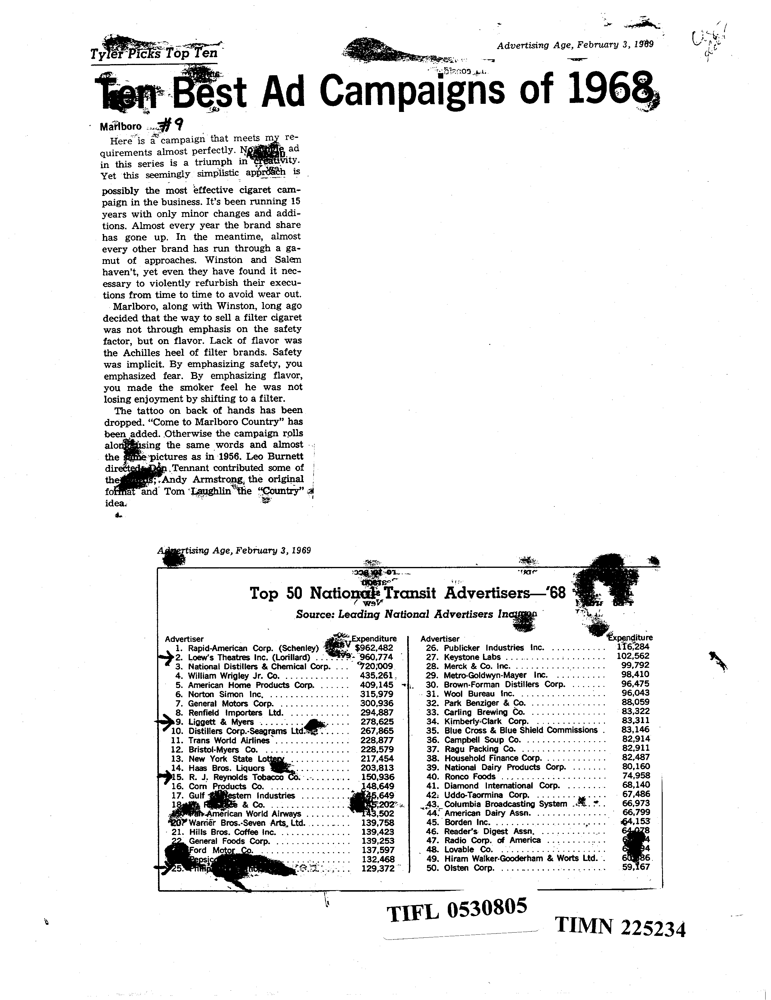 Tyler Picks Top Ten
Advertising Age, February 3, 1969
Ten Best Ad Campaigns of 1968
Marlboro #9
Here is a campaign that meets my re-
quirements almost perfectly. ad
in this series is a triumph in creativity.
Yet this seemingly simplistic approach is
possibly the most effective cigaret cam-
paign in the business. It's been running 15
years with only minor changes and addi-
tions. Almost every year the brand share
has gone up. In the meantime, almost
every other brand has run through a ga-
mut of approaches. Winston and Salem
haven't, yet even they have found it nec-
essary to violently refurbish their execu-
tions from time to time to avoid wear out.
Marlboro, along with Winston, long ago
decided that the way to sell a filter cigaret
was not through emphasis on the safety
factor, but on flavor. Lack of flavor was
the Achilles heel of filter brands. Safety
was implicit. By emphasizing safety, you
emphasized fear. By emphasizing flavor,
you made the smoker feel he was not
losing enjoyment by shifting to a filter.
The tattoo on back of hands has been
dropped. "Come to Marlboro Country" has
been added. Otherwise the campaign rolls
along using the same words and almost
the same pictures as in 1956. Leo Burnett
directed. Don Tennant contributed some of
the Andy Armstrong, the original
format and Tom Laughlin the "Country"
idea.
Advertising Age, February 3, 1969
Top 50 National Transit Advertisers—'68
Source: Leading National Advertisers Inc.
Advertiser Expenditure
1. Rapid-American Corp. (Schenley) $962,482
2. Loew's Theatres Inc. (Lorillard) ...... 960,774
3. National Distillers & Chemical Corp. ... 720,009
4. William Wrigley Jr. Co. ............ 435,261
5. American Home Products Corp. ...... 409,145
6. Norton Simon Inc. ............... 315,979
7. General Motors Corp. ............. 300,936
8. Renfield Importers Ltd. ............ 294,887
9. Liggett & Myers ................ 278,625
10. Distillers Corp.-Seagrams Ltd. ...... 267,865
11. Trans World Airlines .............. 228,877
12. Bristol-Myers Co. ................ 228,579
13. New York State Lottery ............ 217,454
14. Haas Bros. Liquors ............... 203,813
15. R. J. Reynolds Tobacco Co. ......... 150,936
16. Corn Products Co. ............... 148,649
17. Gulf & Western Industries .......... 145,649
18. & Co. ..............
Pan-American World Airways ........ 143,502
20. Warner Bros.-Seven Arts, Ltd. ....... 139,758
21. Hills Bros. Coffee Inc. ............ 139,423
22. General Foods Corp. ............. 139,253
Ford Motor Co. ................. 137,597
Pepsico ................. 132,468
25. Philip ................. 129,372
Advertiser Expenditure
26. Publicker Industries Inc. ........... 116,284
27. Keystone Labs .................. 102,562
28. Merck & Co. Inc. ................ 99,792
29. Metro-Goldwyn-Mayer Inc. .......... 98,410
30. Brown-Forman Distillers Corp. ....... 96,475
31. Wool Bureau Inc. ................ 96,043
32. Park Benziger & Co. .............. 88,059
33. Carling Brewing Co. .............. 83,322
34. Kimberly-Clark Corp. .............. 83,311
35. Blue Cross & Blue Shield Commissions . 83,146
36. Campbell Soup Co. ............... 82,914
37. Ragu Packing Co. ................ 82,911
38. Household Finance Corp. ........... 82,487
39. National Dairy Products Corp. ....... 80,160
40. Ronco Foods ................... 74,958
41. Diamond International Corp. ......... 68,140
42. Uddo-Taormina Corp. .............. 67,486
43. Columbia Broadcasting System ....... 66,973
44. American Dairy Assn. .............. 66,799
45. Borden Inc. .................... 64,153
46. Reader's Digest Assn. .............. 64,078
47. Radio Corp. of America ...........
48. Lovable Co. ....................
49. Hiram Walker-Gooderham & Worts Ltd. .
50. Olsten Corp. ................... 59,167
TIFL 0530805
TIMN 225234